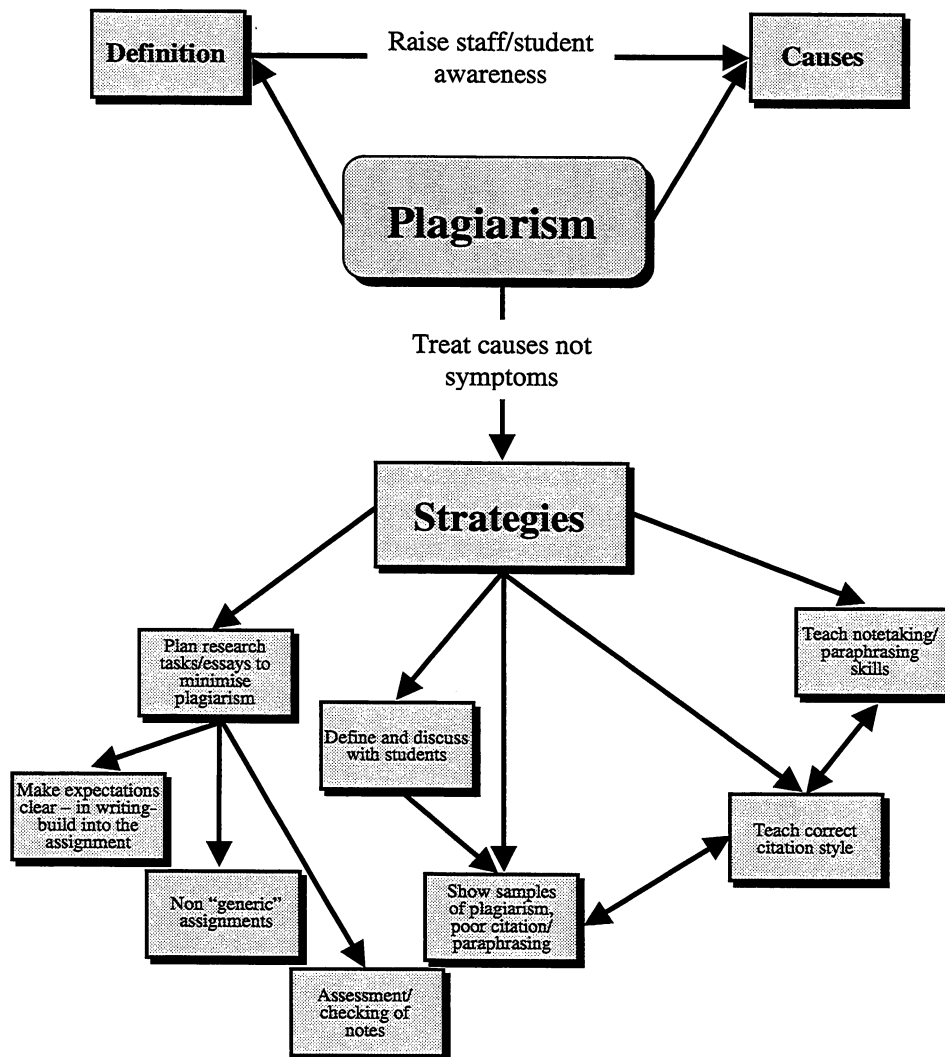 Definition
Raise staff/student
awareness
Causes
Plagiarism
Treat causes not
symptoms
Strategies
Plan research
tasks/essays to
minimise
plagiarism
Teach notetaking/
paraphrasing
skills
Define and discuss
with students
Make expectations
clear – in writing-
build into the
assignment
Teach correct
citation style
Non "generic"
assignments
Show samples
of plagiarism,
poor citation/
paraphrasing
Assessment/
checking of
notes